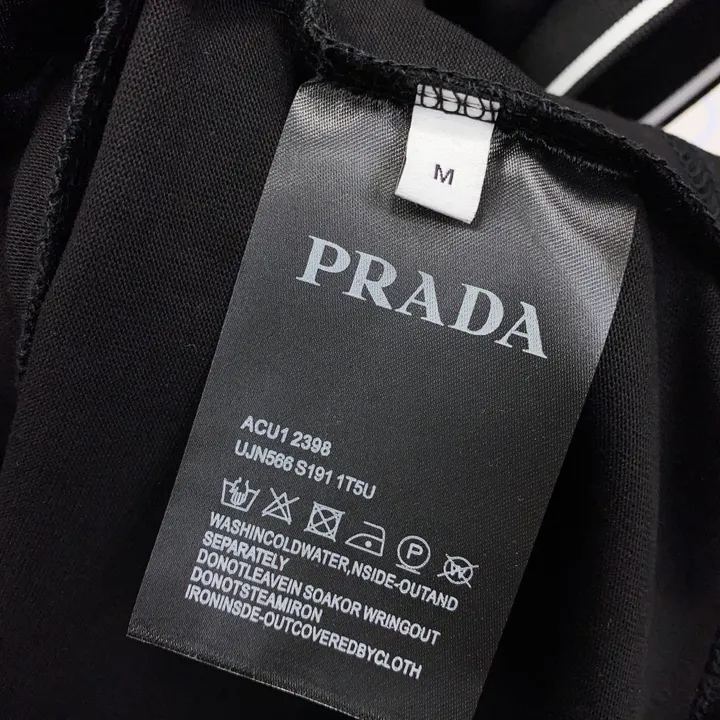 M
PRADA
ACU1 2398
UJN566 S191 1T5U
P
W
WASHINCOLDWATER,NSIDE-OUTAND
SEPARATELY
DONOTLEAVEIN SOAKOR WRINGOUT
DONOTSTEAMIRON
IRONINSDE-OUTCOVEREDBYCLOTH